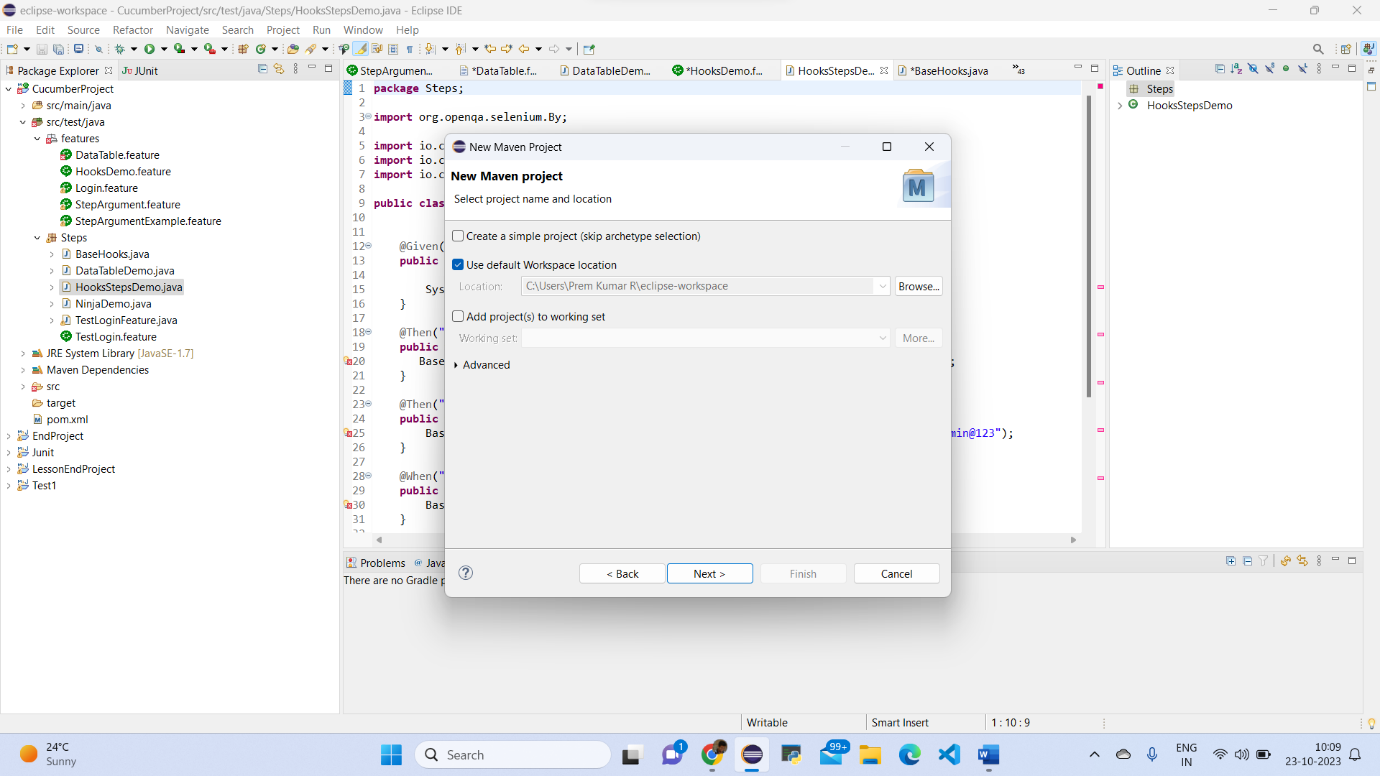 eclipse-workspace - CucumberProject/src/test/java/Steps/HooksStepsDemo.java - Eclipse IDE
File Edit Source Refactor Navigate Search Project Run Window Help
Package Explorer JUnit
CucumberProject
src/main/java
src/test/java
features
DataTable.feature
HooksDemo.feature
Login.feature
StepArgument.feature
StepArgumentExample.feature
Steps
BaseHooks.java
DataTableDemo.java
HooksStepsDemo.java
NinjaDemo.java
TestLoginFeature.java
TestLogin.feature
JRE System Library [JavaSE-1.7]
Maven Dependencies
src
target
pom.xml
EndProject
Junit
LessonEndProject
Test1
StepArgumen... *DataTable.f... DataTableDem... *HooksDemo.f... HooksStepsDe... *BaseHooks.java »43
1 package Steps;
2
3 import org.openqa.selenium.By;
4
5 import io.c
6 import io.c
7 import io.c
8
9 public clas
10
11
12 @Given(
13 public
14
15 Sys
16 }
17
18 @Then("
19 public
20 Base ;
21 }
22
23 @Then("
24 public
25 Bas min@123");
26 }
27
28 @When("
29 public
30 Bas
31 }
New Maven Project
New Maven project
Select project name and location
M
Create a simple project (skip archetype selection)
Use default Workspace location
Location: C:\Users\Prem Kumar R\eclipse-workspace Browse...
Add project(s) to working set
Working set: More...
Advanced
< Back Next > Finish Cancel
Outline
Steps
HooksStepsDemo
Problems @ Java
There are no Gradle p
Writable Smart Insert 1 : 10 : 9
24°C
Sunny
Search
1
99+
ENG
IN
10:09
23-10-2023